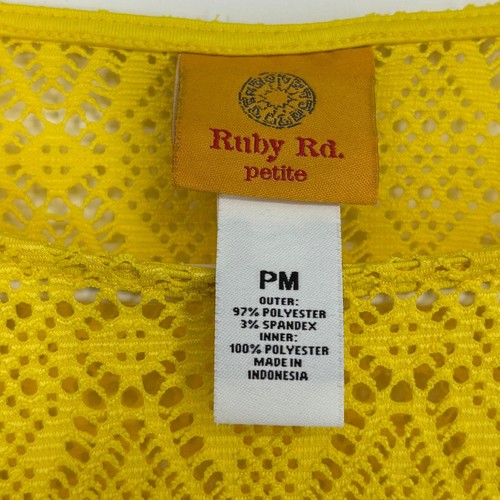 Ruby Rd.
petite
PM
OUTER:
97% POLYESTER
3% SPANDEX
INNER:
100% POLYESTER
MADE IN
INDONESIA